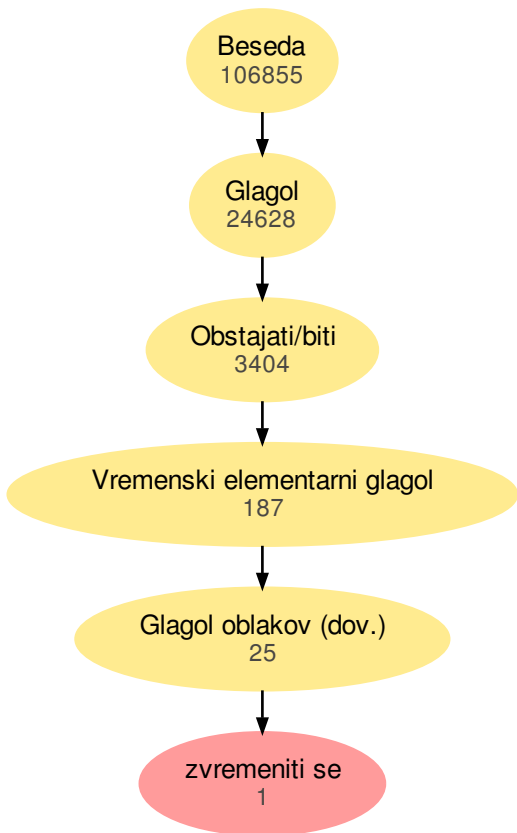 Beseda
106855
Glagol
24628
Obstajati/biti
3404
Vremenski elementarni glagol
187
Glagol oblakov (dov.)
25
zvremeniti se
1